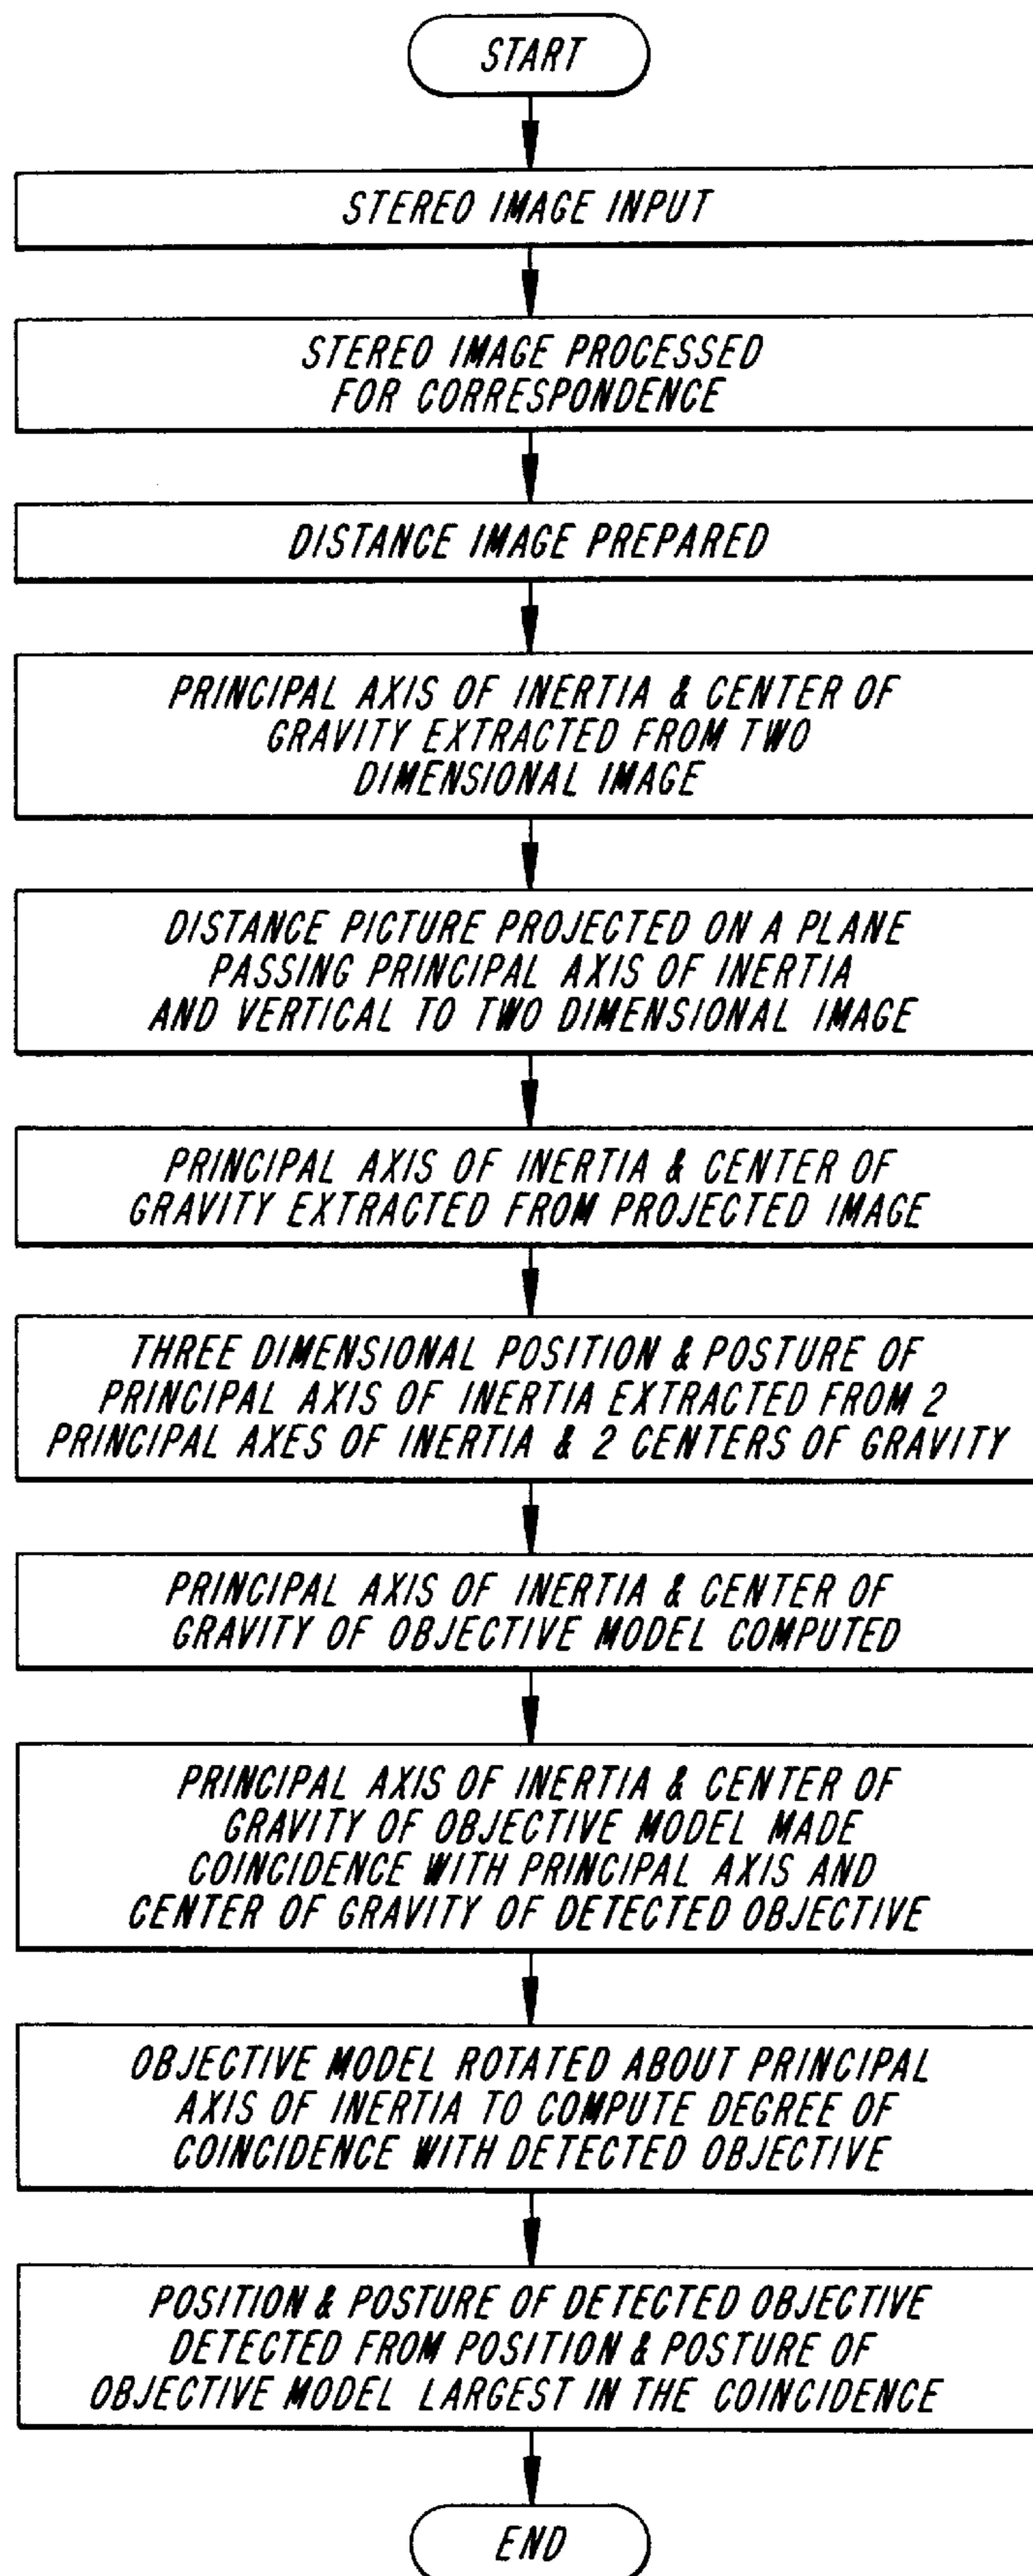 START
STEREO IMAGE INPUT
STEREO IMAGE PROCESSED
FOR CORRESPONDENCE
DISTANCE IMAGE PREPARED
PRINCIPAL AXIS OF INERTIA & CENTER OF
GRAVITY EXTRACTED FROM TWO
DIMENSIONAL IMAGE
DISTANCE PICTURE PROJECTED ON A PLANE
PASSING PRINCIPAL AXIS OF INERTIA
AND VERTICAL TO TWO DIMENSIONAL IMAGE
PRINCIPAL AXIS OF INERTIA & CENTER OF
GRAVITY EXTRACTED FROM PROJECTED IMAGE
THREE DIMENSIONAL POSITION & POSTURE OF
PRINCIPAL AXIS OF INERTIA EXTRACTED FROM 2
PRINCIPAL AXES OF INERTIA & 2 CENTERS OF GRAVITY
PRINCIPAL AXIS OF INERTIA & CENTER OF
GRAVITY OF OBJECTIVE MODEL COMPUTED
PRINCIPAL AXIS OF INERTIA & CENTER OF
GRAVITY OF OBJECTIVE MODEL MADE
COINCIDENCE WITH PRINCIPAL AXIS AND
CENTER OF GRAVITY OF DETECTED OBJECTIVE
OBJECTIVE MODEL ROTATED ABOUT PRINCIPAL
AXIS OF INERTIA TO COMPUTE DEGREE OF
COINCIDENCE WITH DETECTED OBJECTIVE
POSITION & POSTURE OF DETECTED OBJECTIVE
DETECTED FROM POSITION & POSTURE OF
OBJECTIVE MODEL LARGEST IN THE COINCIDENCE
END